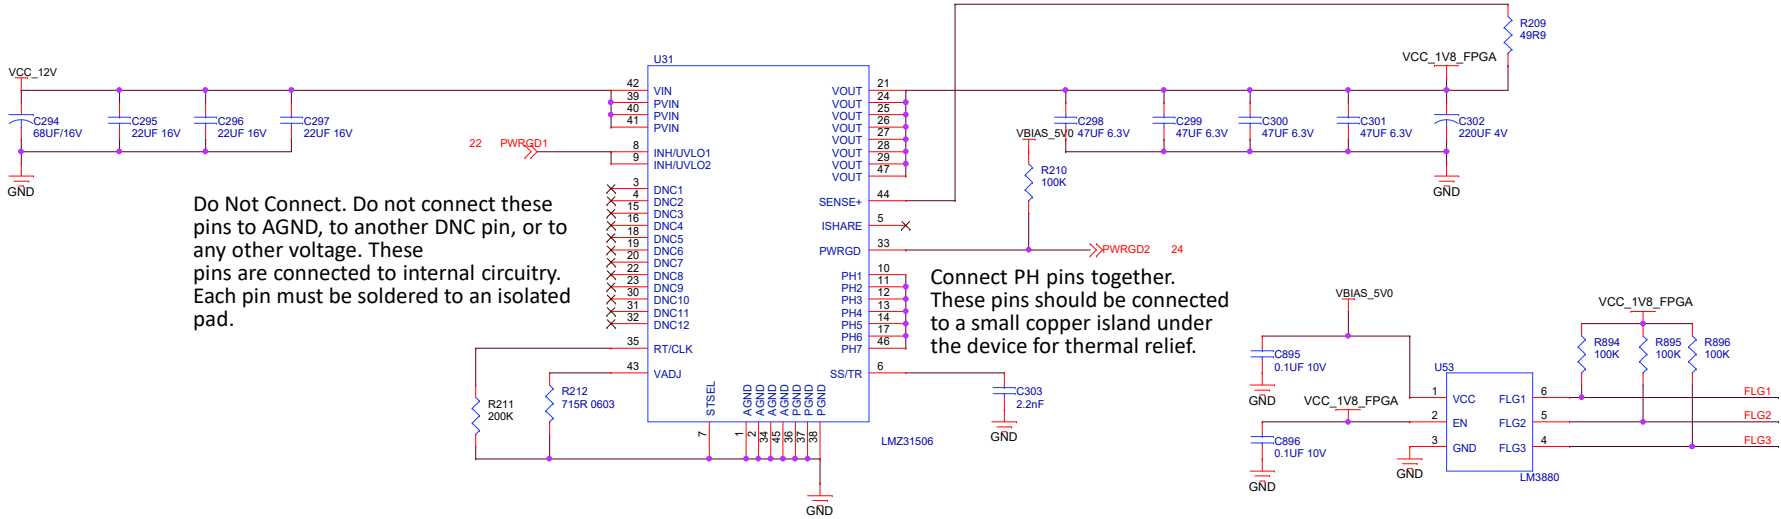 R209
49R9
U31
VCC_1V8_FPGA
VCC_12V
42
39
40
41
VIN
PVIN
PVIN
PVIN
VOUT
VOUT
VOUT
VOUT
VOUT
VOUT
VOUT
VOUT
21
24
25
26
27
28
29
47
C294
68UF/16V
C295
22UF 16V
C296
22UF 16V
C297
22UF 16V
C298
47UF 6.3V
C299
47UF 6.3V
C300
47UF 6.3V
C301
47UF 6.3V
C302
220UF 4V
VBIAS_5V0
22 PWRGD1
8
9
INH/UVLO1
INH/UVLO2
R210
100K
GND
GND
Do Not Connect. Do not connect these
pins to AGND, to another DNC pin, or to
any other voltage. These
pins are connected to internal circuitry.
Each pin must be soldered to an isolated
pad.
3
4
15
16
18
19
20
22
23
30
31
32
DNC1
DNC2
DNC3
DNC4
DNC5
DNC6
DNC7
DNC8
DNC9
DNC10
DNC11
DNC12
SENSE+
44
ISHARE
5
PWRGD
33
PWRGD2 24
PH1
PH2
PH3
PH4
PH5
PH6
PH7
10
11
12
13
14
17
46
Connect PH pins together.
These pins should be connected
to a small copper island under
the device for thermal relief.
35
RT/CLK
43
VADJ
SS/TR
6
R211
200K
R212
715R 0603
C303
2.2nF
GND
STSEL
AGND
AGND
AGND
AGND
PGND
PGND
PGND
7
1
2
34
45
36
37
38
LMZ31506
GND
VBIAS_5V0
VCC_1V8_FPGA
C895
0.1UF 10V
GND
R894
100K
R895
100K
R896
100K
U53
VCC_1V8_FPGA
1
2
3
VCC
EN
GND
FLG1
FLG2
FLG3
6
5
4
FLG1
FLG2
FLG3
C896
0.1UF 10V
GND
GND
LM3880